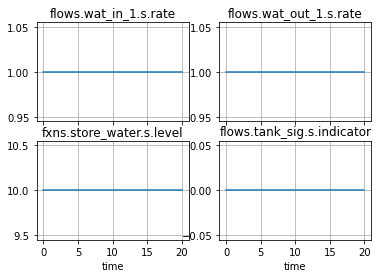 flows.wat_in_1.s.rate
flows.wat_out_1.s.rate
1.05
1.00
0.95
1.05
1.00
0.95
fxns.store_water.s.level
flows.tank_sig.s.indicator
10.5
10.0
9.5
0.05
0.00
−0.05
0 5 10 15 20
0 5 10 15 20
time
time